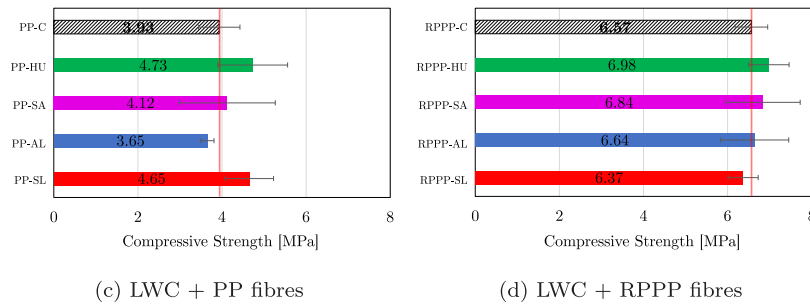 PP-C
3.93
PP-HU
4.73
PP-SA
4.12
PP-AL
3.65
PP-SL
4.65
0 2 4 6 8
Compressive Strength [MPa]
(c) LWC + PP fibres
RPPP-C
6.57
RPPP-HU
6.98
RPPP-SA
6.84
RPPP-AL
6.64
RPPP-SL
6.37
0 2 4 6 8
Compressive Strength [MPa]
(d) LWC + RPPP fibres